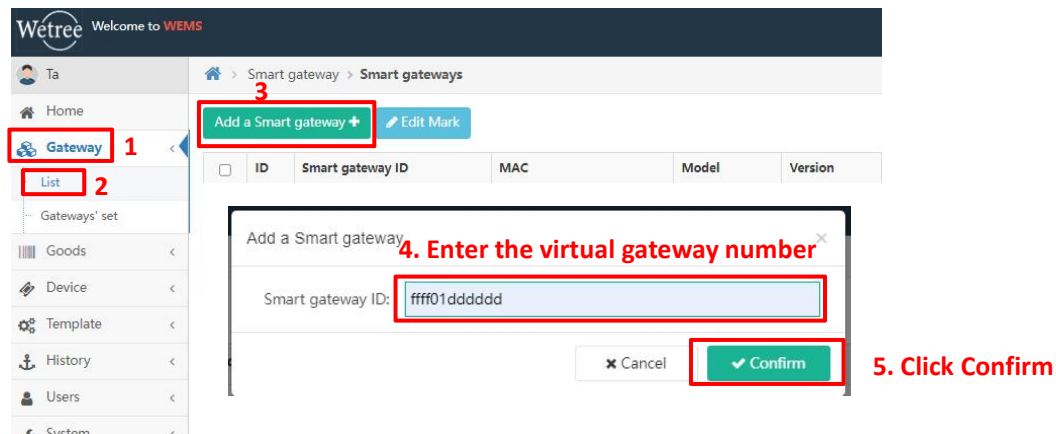 Wetree Welcome to WEMS
Ta
Home
Gateway 1
List 2
Gateways' set
Goods
Device
Template
History
Users
System
Smart gateway > Smart gateways
3
Add a Smart gateway + Edit Mark
ID Smart gateway ID MAC Model Version
Add a Smart gateway
4. Enter the virtual gateway number
Smart gateway ID: ffff01dddddd
Cancel Confirm
5. Click Confirm